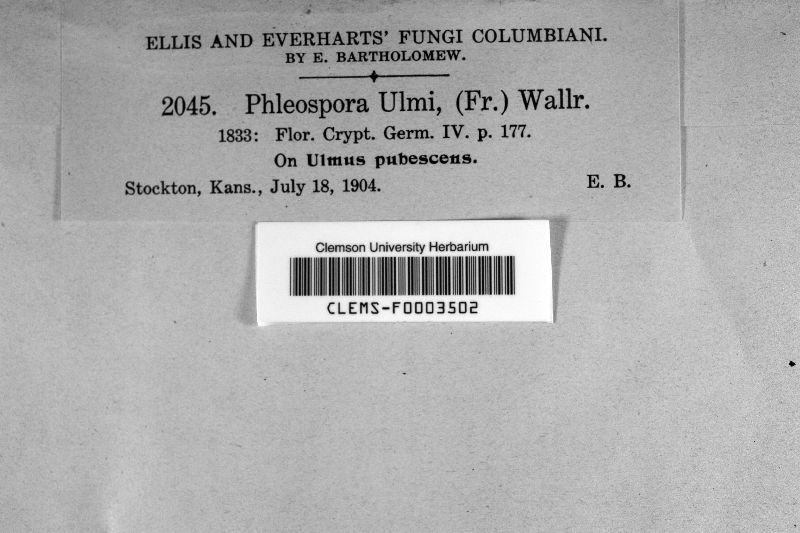 ELLIS AND EVERHARTS' FUNGI COLUMBIANI.
BY E. BARTHOLOMEW.
2045. Phleospora Ulmi, (Fr.) Wallr.
1833: Flor. Crypt. Germ. IV. p. 177.
On Ulmus pubescens.
Stockton, Kans., July 18, 1904. E. B.
Clemson University Herbarium
CLEMS-F0003502